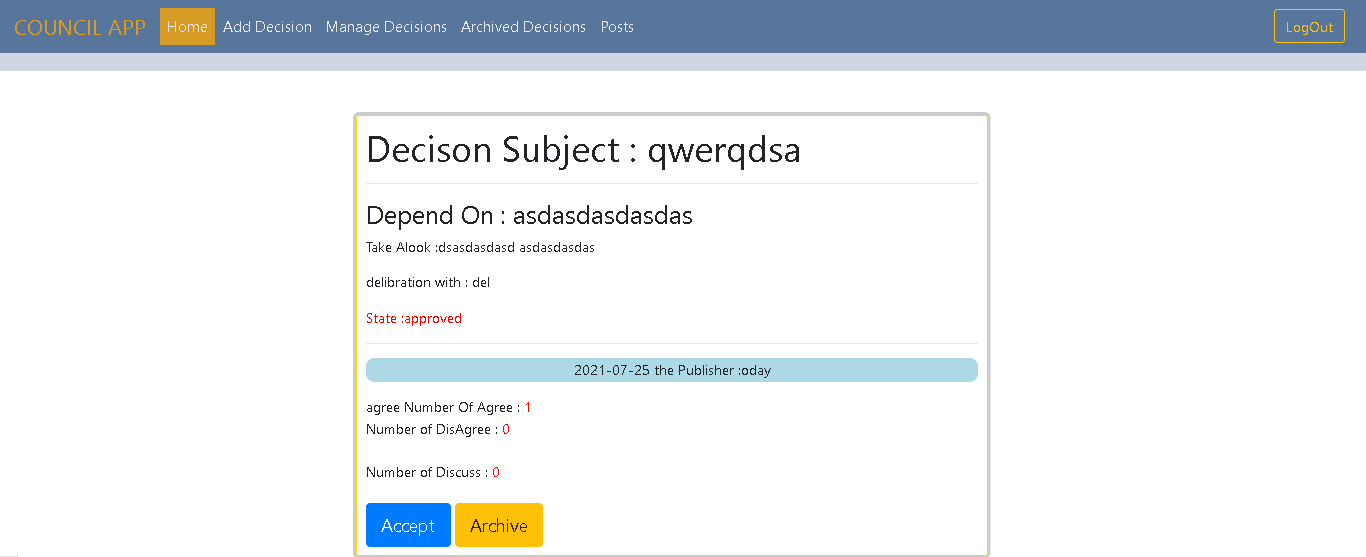 COUNCIL APP Home Add Decision Manage Decisions Archived Decisions Posts LogOut
Decison Subject : qwerqdsa
Depend On : asdasdasdasdas
Take Alook :dsasdasdasd asdasdasdas
delibration with : del
State :approved
2021-07-25 the Publisher :oday
agree Number Of Agree : 1
Number of DisAgree : 0
Number of Discuss : 0
Accept Archive